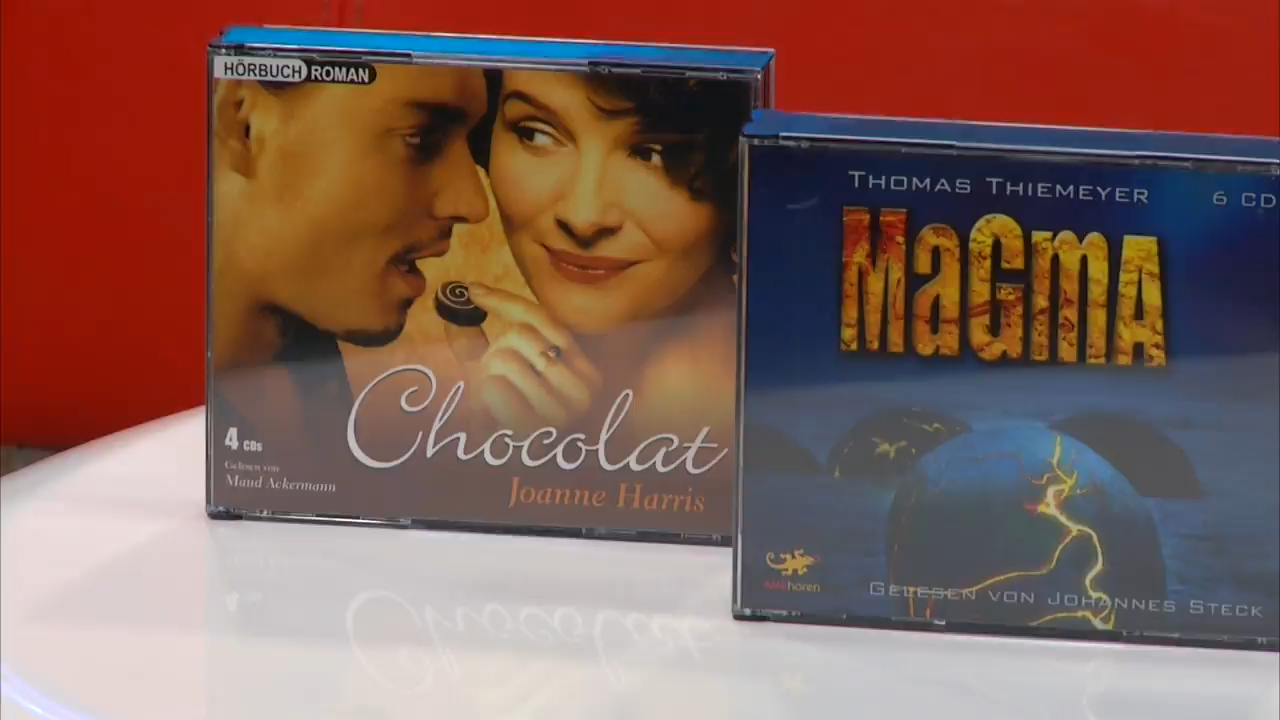 HÖRBUCH ROMAN
Chocolat
Joanne Harris
4 CDs
Gelesen von
Maud Ackermann
THOMAS THIEMEYER
6 CD
MaGmA
hören
GELESEN VON JOHANNES STECK